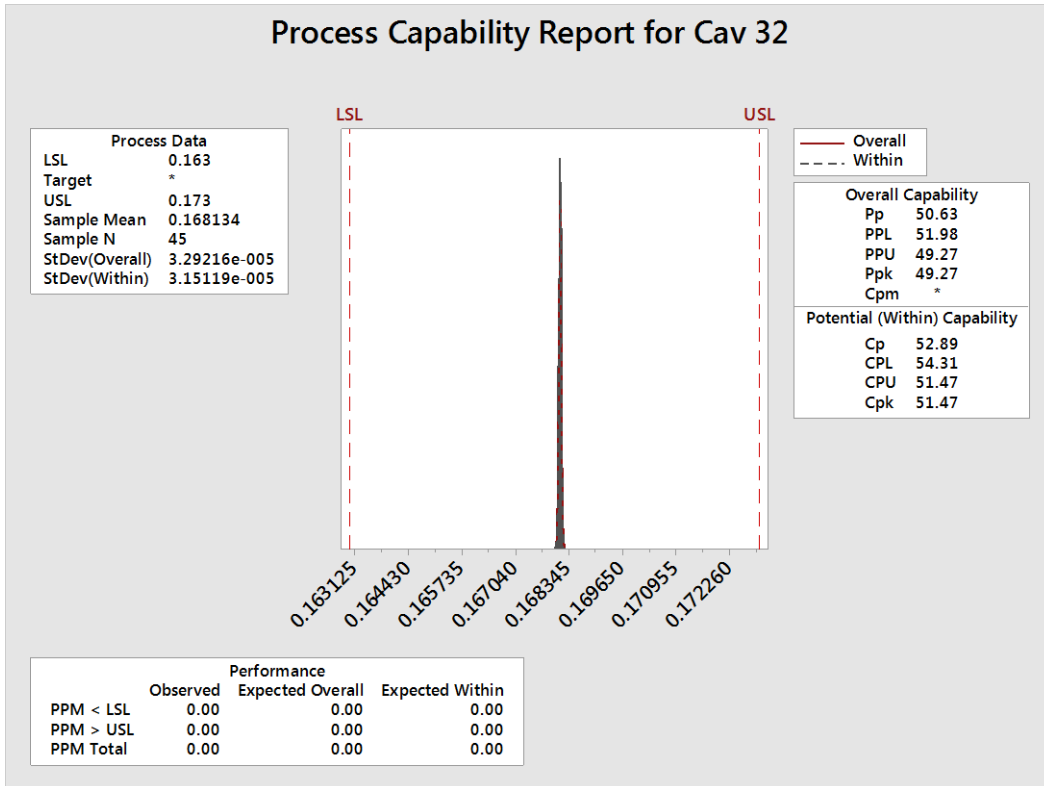 Process Capability Report for Cav 32
LSL
USL
Process Data
LSL 0.163
Target *
USL 0.173
Sample Mean 0.168134
Sample N 45
StDev(Overall) 3.29216e-005
StDev(Within) 3.15119e-005
Overall
Within
Overall Capability
Pp 50.63
PPL 51.98
PPU 49.27
Ppk 49.27
Cpm *
Potential (Within) Capability
Cp 52.89
CPL 54.31
CPU 51.47
Cpk 51.47
0.163125 0.164430 0.165735 0.167040 0.168345 0.169650 0.170955 0.172260
Performance
Observed Expected Overall Expected Within
PPM < LSL 0.00 0.00 0.00
PPM > USL 0.00 0.00 0.00
PPM Total 0.00 0.00 0.00